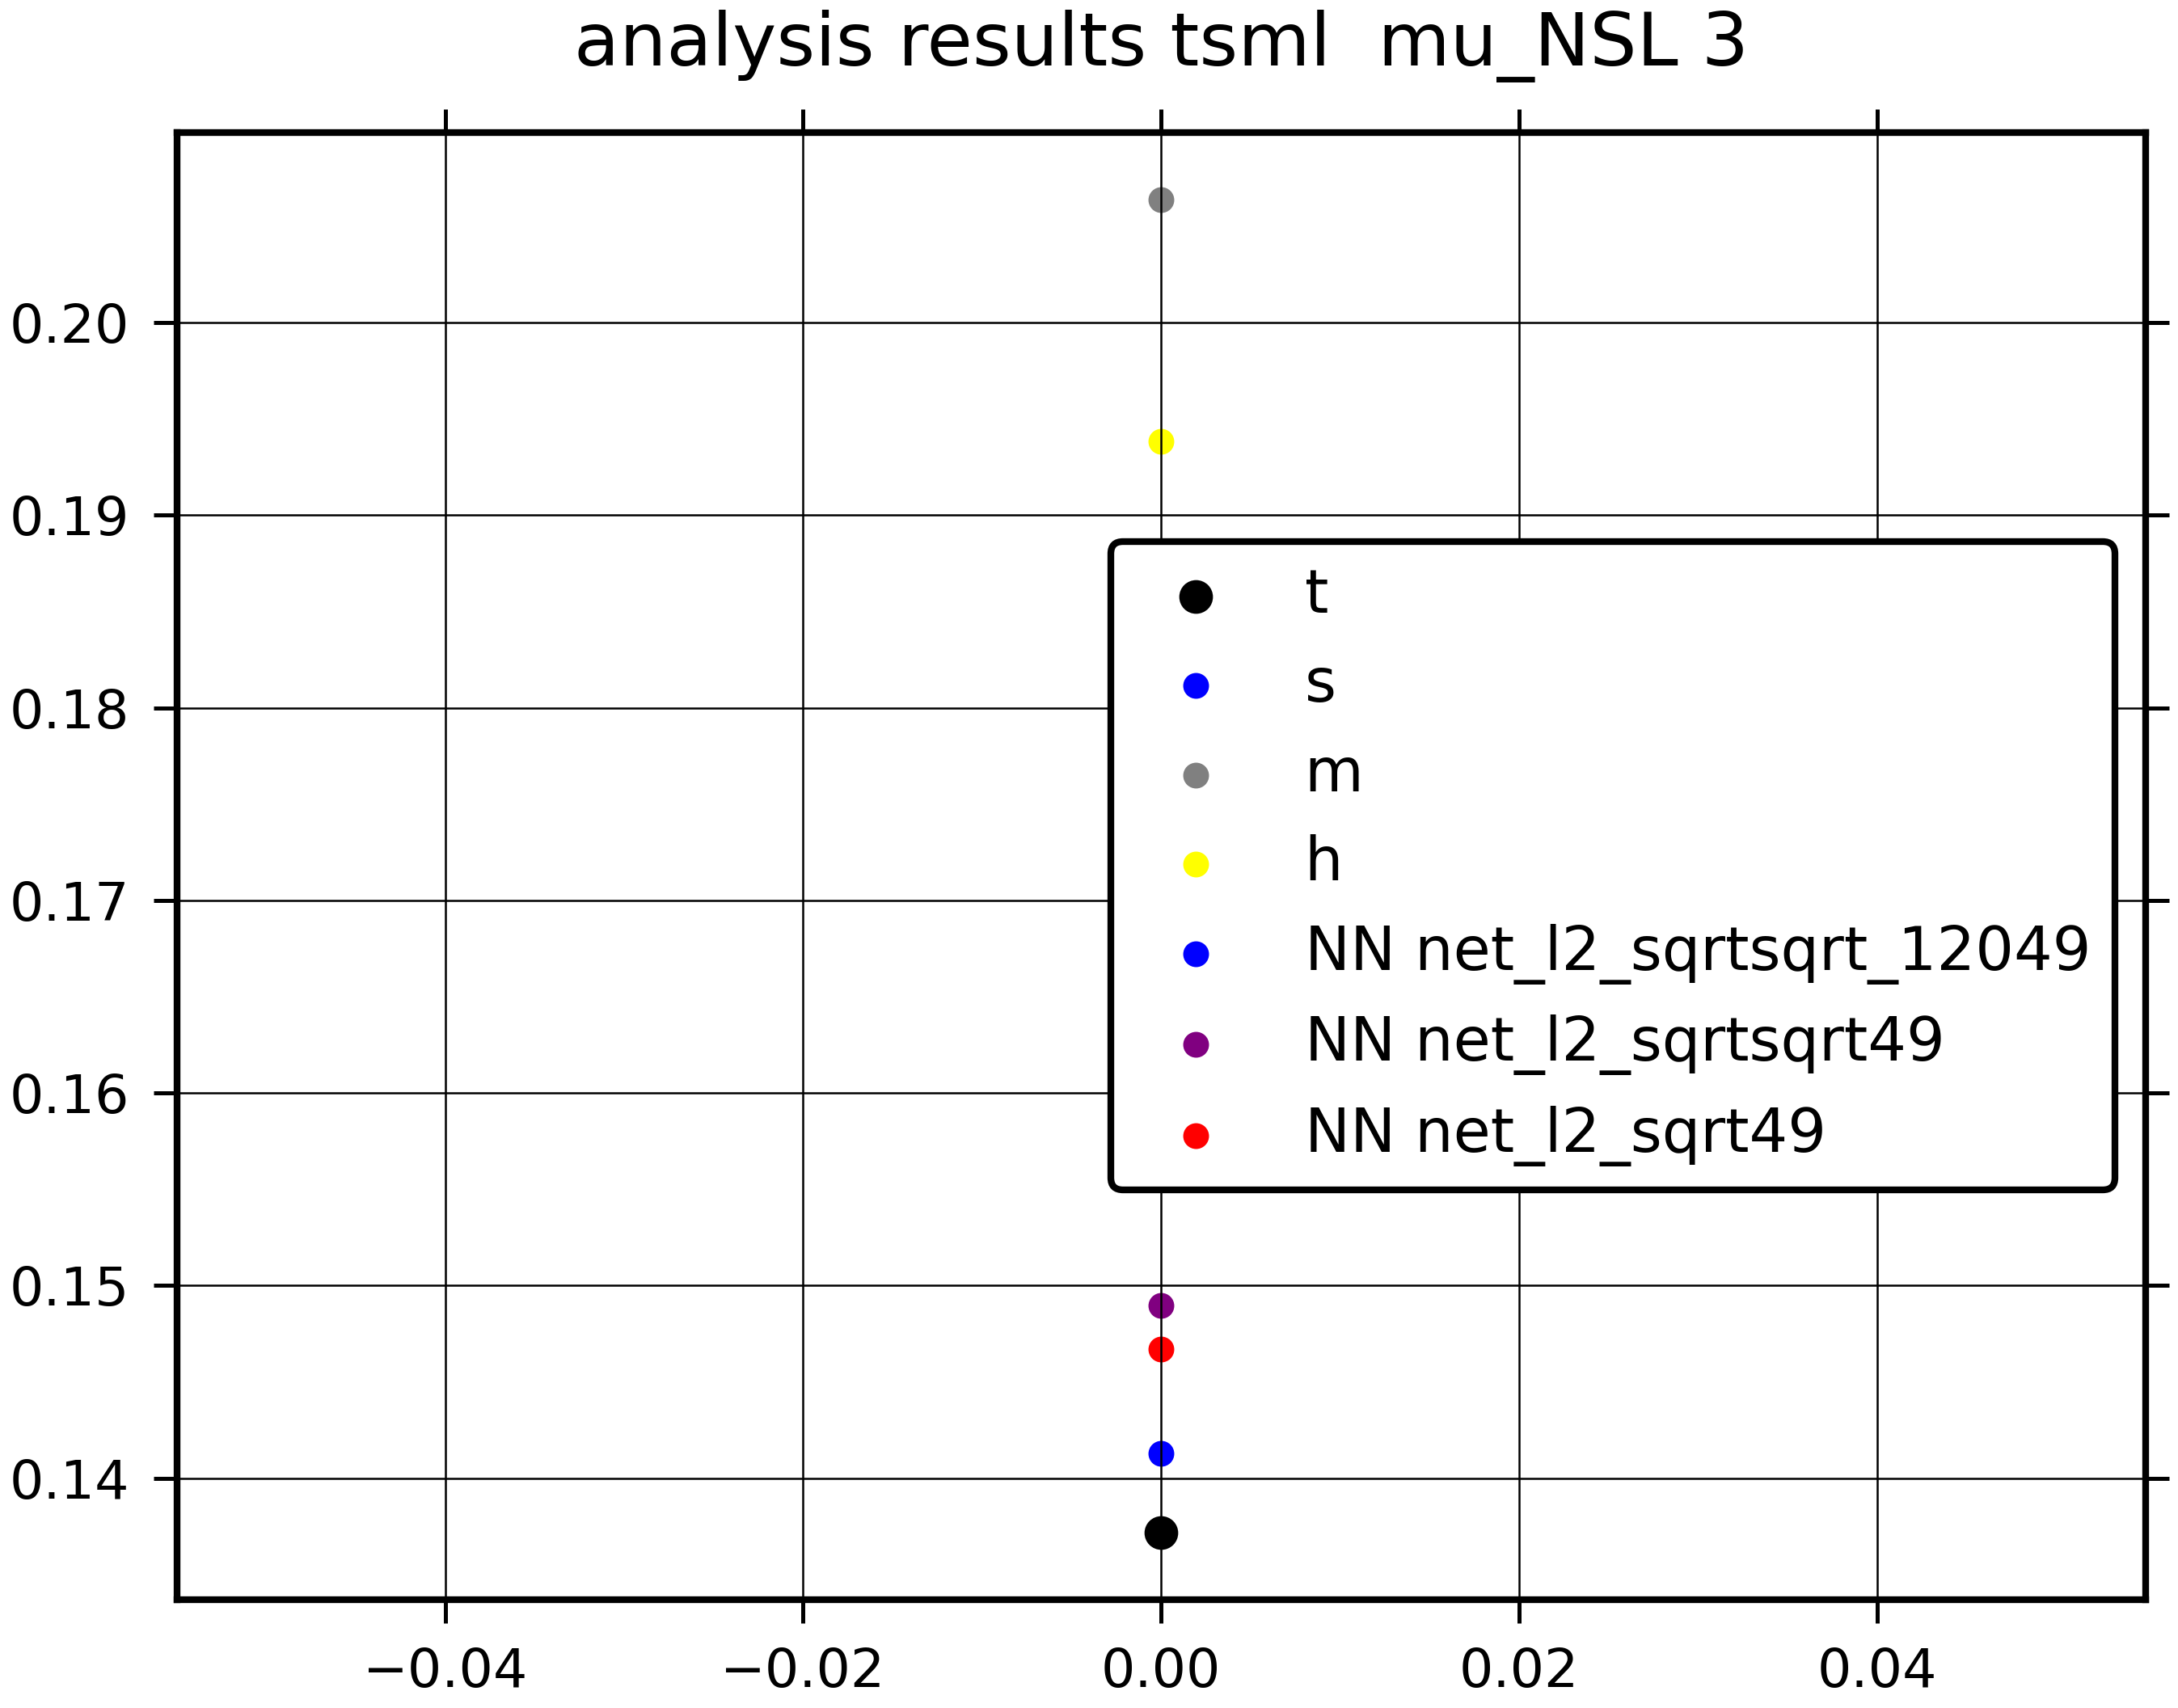 analysis results tsml  mu_NSL 3
0.20
0.19
0.18
0.17
0.16
0.15
0.14
t
s
m
h
NN net_l2_sqrtsqrt_12049
NN net_l2_sqrtsqrt49
NN net_l2_sqrt49
−0.04
−0.02
0.00
0.02
0.04